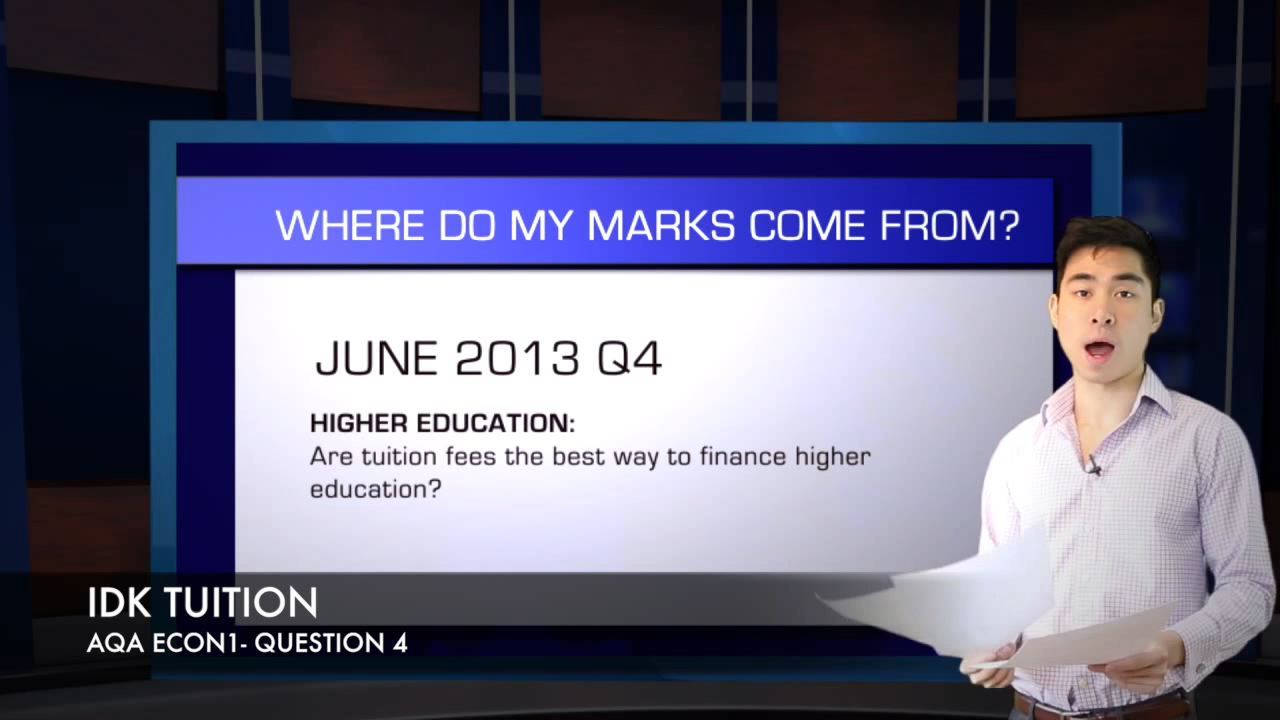 WHERE DO MY MARKS COME FROM?
JUNE 2013 Q4
HIGHER EDUCATION:
Are tuition fees the best way to finance higher
education?
IDK TUITION
AQA ECON1- QUESTION 4